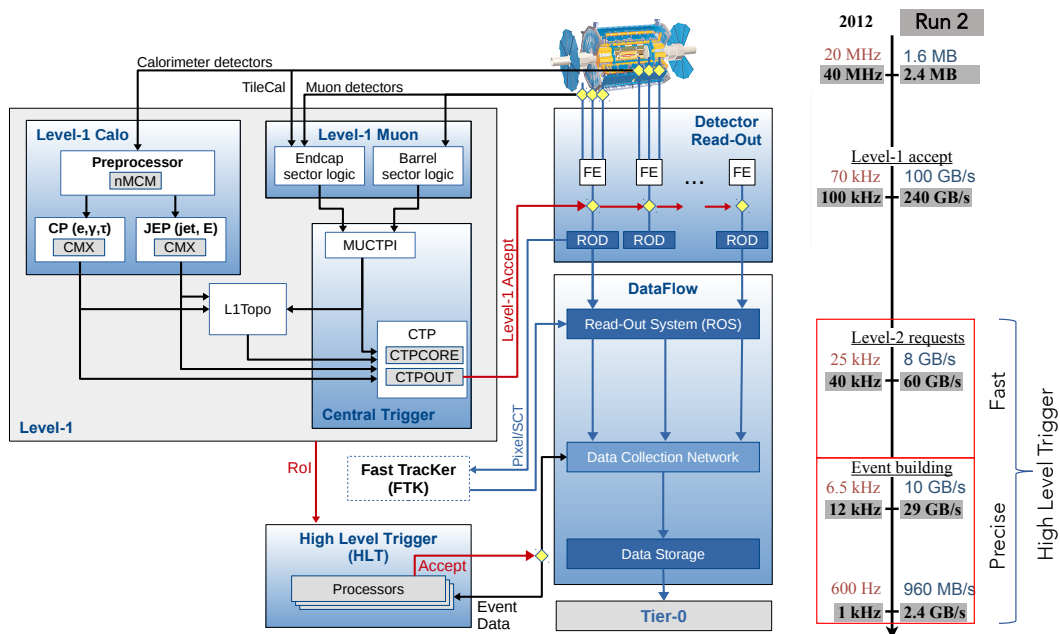 Calorimeter detectors
TileCal
Muon detectors
Level-1 Calo
Preprocessor
nMCM
CP (e,γ,τ)
CMX
JEP (jet, E)
CMX
Level-1 Muon
Endcap
sector logic
Barrel
sector logic
L1Topo
MUCTPI
CTP
CTPCORE
CTPOUT
Central Trigger
Level-1
Level-1 Accept
Detector
Read-Out
FE
FE
...
FE
ROD
ROD
ROD
DataFlow
Read-Out System (ROS)
Data Collection Network
Data Storage
Tier-0
Pixel/SCT
RoI
Fast TracKer
(FTK)
High Level Trigger
(HLT)
Accept
Processors
Event
Data
2012
Run 2
20 MHz
1.6 MB
40 MHz
2.4 MB
Level-1 accept
70 kHz
100 GB/s
100 kHz
240 GB/s
Level-2 requests
25 kHz
8 GB/s
40 kHz
60 GB/s
Fast
Event building
6.5 kHz
10 GB/s
12 kHz
29 GB/s
Precise
600 Hz
960 MB/s
1 kHz
2.4 GB/s
High Level Trigger